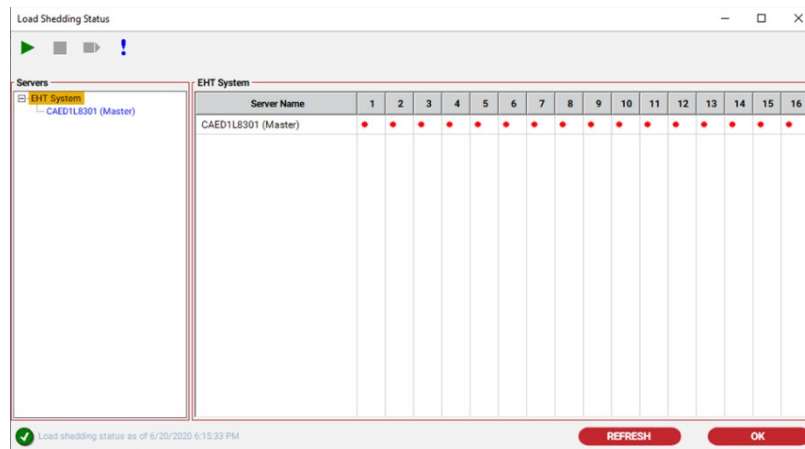 Load Shedding Status
Servers
EHT System
CAED1L8301 (Master)
EHT System
Server Name 1 2 3 4 5 6 7 8 9 10 11 12 13 14 15 16
CAED1L8301 (Master)
Load shedding status as of 6/20/2020 6:15:33 PM
REFRESH
OK